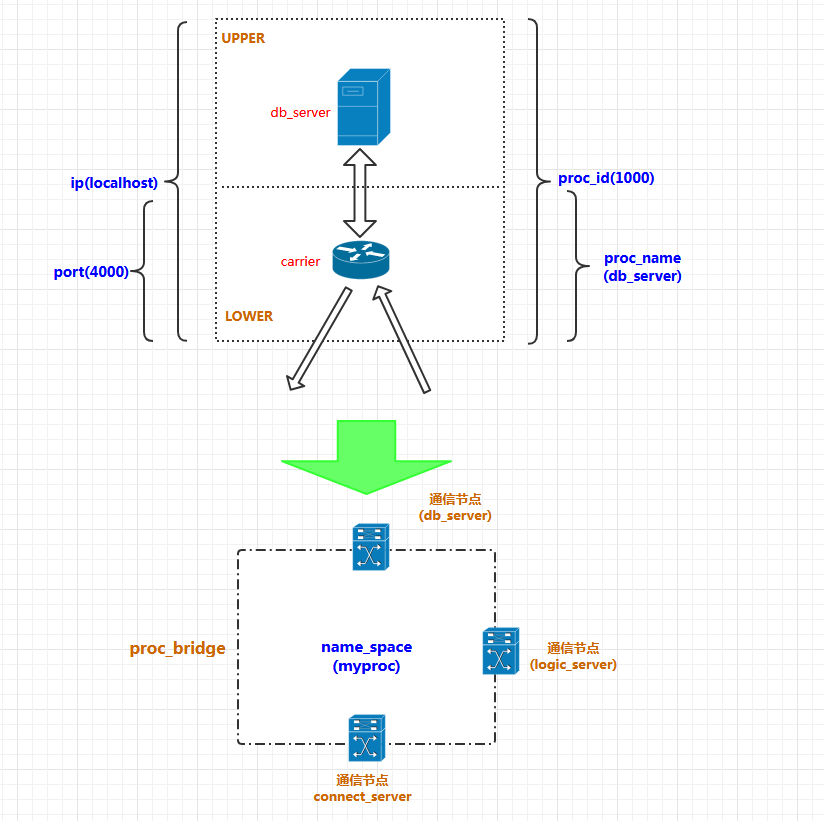 UPPER
db_server
ip(localhost)
proc_id(1000)
port(4000)
carrier
proc_name
(db_server)
LOWER
通信节点
(db_server)
proc_bridge
name_space
(myproc)
通信节点
(logic_server)
通信节点
connect_server